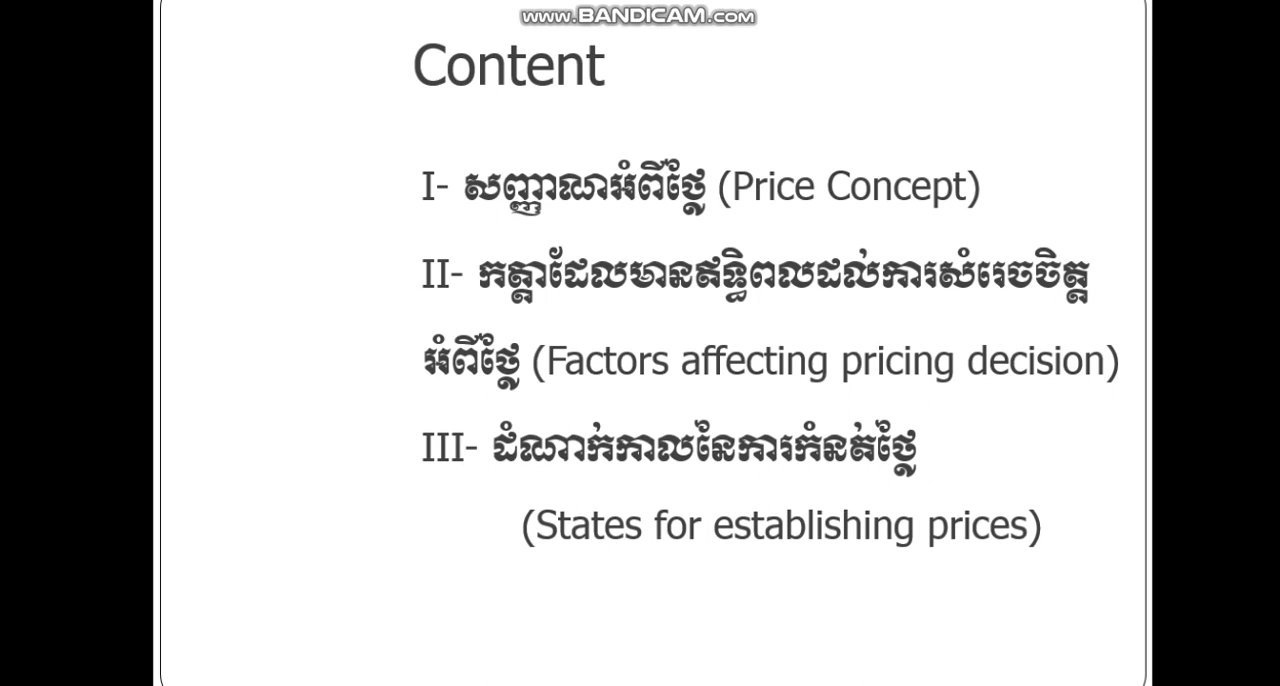 www.BANDICAM.com
Content
I- សញ្ញាណអំពីថ្លៃ (Price Concept)
II- កត្តាដែលមានឥទ្ធិពលដល់ការសំរេចចិត្ត
អំពីថ្លៃ (Factors affecting pricing decision)
III- ដំណាក់កាលនៃការកំនត់ថ្លៃ
(States for establishing prices)